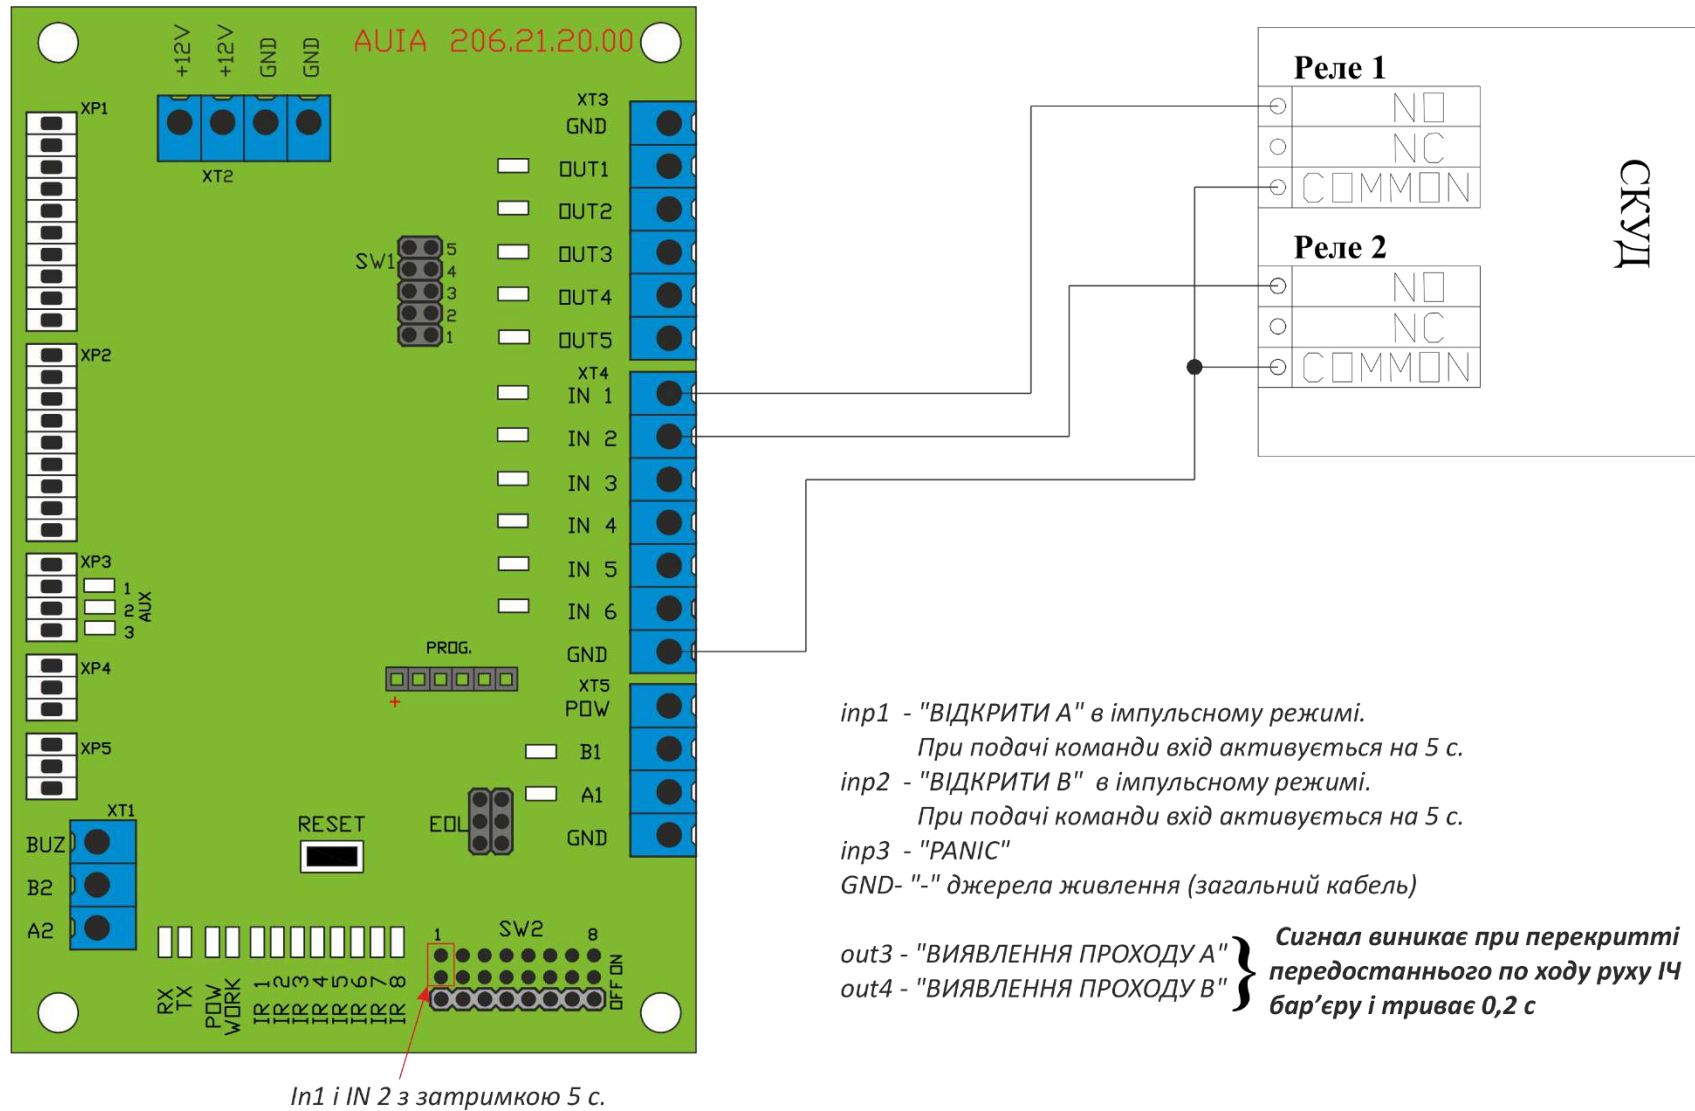 AUIA 206.21.20.00
+12V
+12V
GND
GND
XT2
XP1
XP2
XP3
1
2
3
AUX
XP4
XP5
XT1
BUZ
B2
A2
SW1
5
4
3
2
1
XT3
GND
OUT1
OUT2
OUT3
OUT4
OUT5
XT4
IN 1
IN 2
IN 3
IN 4
IN 5
IN 6
GND
XT5
POW
B1
A1
GND
PROG.
+
RESET
EOL
SW2
1
8
OFF ON
RX
TX
POW
WORK
IR 1
IR 2
IR 3
IR 4
IR 5
IR 6
IR 7
IR 8
In1 і IN 2 з затримкою 5 с.
Реле 1
NO
NC
COMMON
Реле 2
NO
NC
COMMON
СКУД
inp1 - "ВІДКРИТИ А" в імпульсному режимі.
При подачі команди вхід активується на 5 с.
inp2 - "ВІДКРИТИ В" в імпульсному режимі.
При подачі команди вхід активується на 5 с.
inp3 - "PANIC"
GND- "-" джерела живлення (загальний кабель)
out3 - "ВИЯВЛЕННЯ ПРОХОДУ А"
out4 - "ВИЯВЛЕННЯ ПРОХОДУ В"
Сигнал виникає при перекритті
передостаннього по ходу руху ІЧ
бар’єру і триває 0,2 с